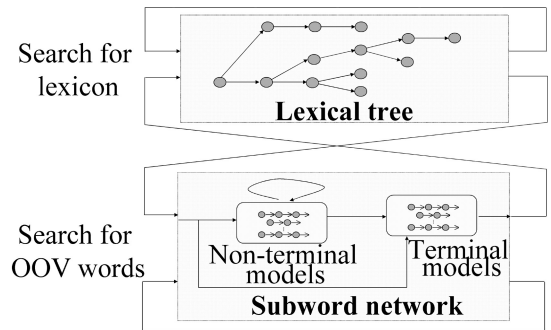 Search for
lexicon
Lexical tree
Search for
OOV words
Non-terminal
models
Terminal
models
Subword network